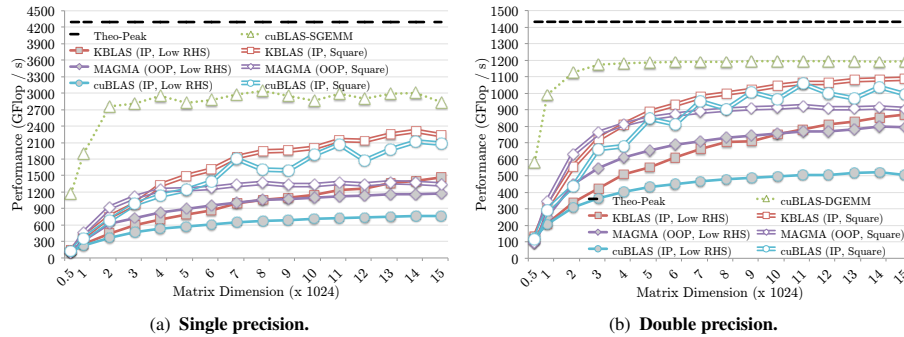 4500
4200
3900
3600
3300
3000
2700
2400
2100
1800
1500
1200
900
600
300
0
Performance (GFlop / s)
Theo-Peak
cuBLAS-SGEMM
KBLAS (IP, Low RHS)
KBLAS (IP, Square)
MAGMA (OOP, Low RHS)
MAGMA (OOP, Square)
cuBLAS (IP, Low RHS)
cuBLAS (IP, Square)
0.5 1 2 3 4 5 6 7 8 9 10 11 12 13 14 15
Matrix Dimension (x 1024)
(a) Single precision.
1500
1400
1300
1200
1100
1000
900
800
700
600
500
400
300
200
100
0
Performance (GFlop / s)
Theo-Peak
cuBLAS-DGEMM
KBLAS (IP, Low RHS)
KBLAS (IP, Square)
MAGMA (OOP, Low RHS)
MAGMA (OOP, Square)
cuBLAS (IP, Low RHS)
cuBLAS (IP, Square)
0.5 1 2 3 4 5 6 7 8 9 10 11 12 13 14 15
Matrix Dimension (x 1024)
(b) Double precision.